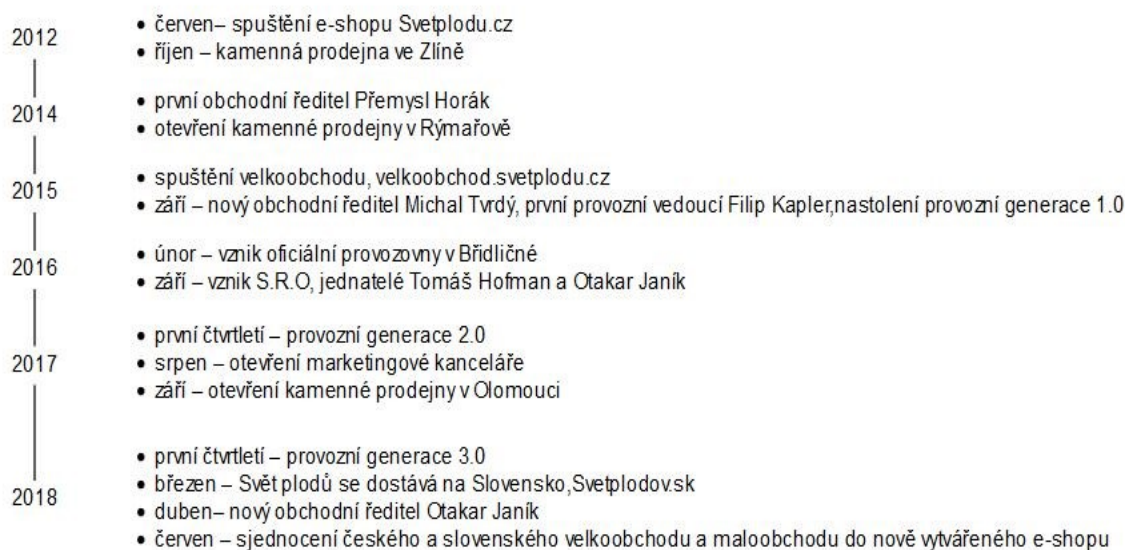 2012
• červen– spuštění e-shopu Svetplodu.cz
• říjen – kamenná prodejna ve Zlíně
2014
• první obchodní ředitel Přemysl Horák
• otevření kamenné prodejny v Rýmařově
2015
• spuštění velkoobchodu, velkoobchod.svetplodu.cz
• září – nový obchodní ředitel Michal Tvrdý, první provozní vedoucí Filip Kapler,nastolení provozní generace 1.0
2016
• únor – vznik oficiální provozovny v Břidličné
• září – vznik S.R.O, jednatelé Tomáš Hofman a Otakar Janík
2017
• první čtvrtletí – provozní generace 2.0
• srpen – otevření marketingové kanceláře
• září – otevření kamenné prodejny v Olomouci
2018
• první čtvrtletí – provozní generace 3.0
• březen – Svět plodů se dostává na Slovensko,Svetplodov.sk
• duben– nový obchodní ředitel Otakar Janík
• červen – sjednocení českého a slovenského velkoobchodu a maloobchodu do nově vytvářeného e-shopu